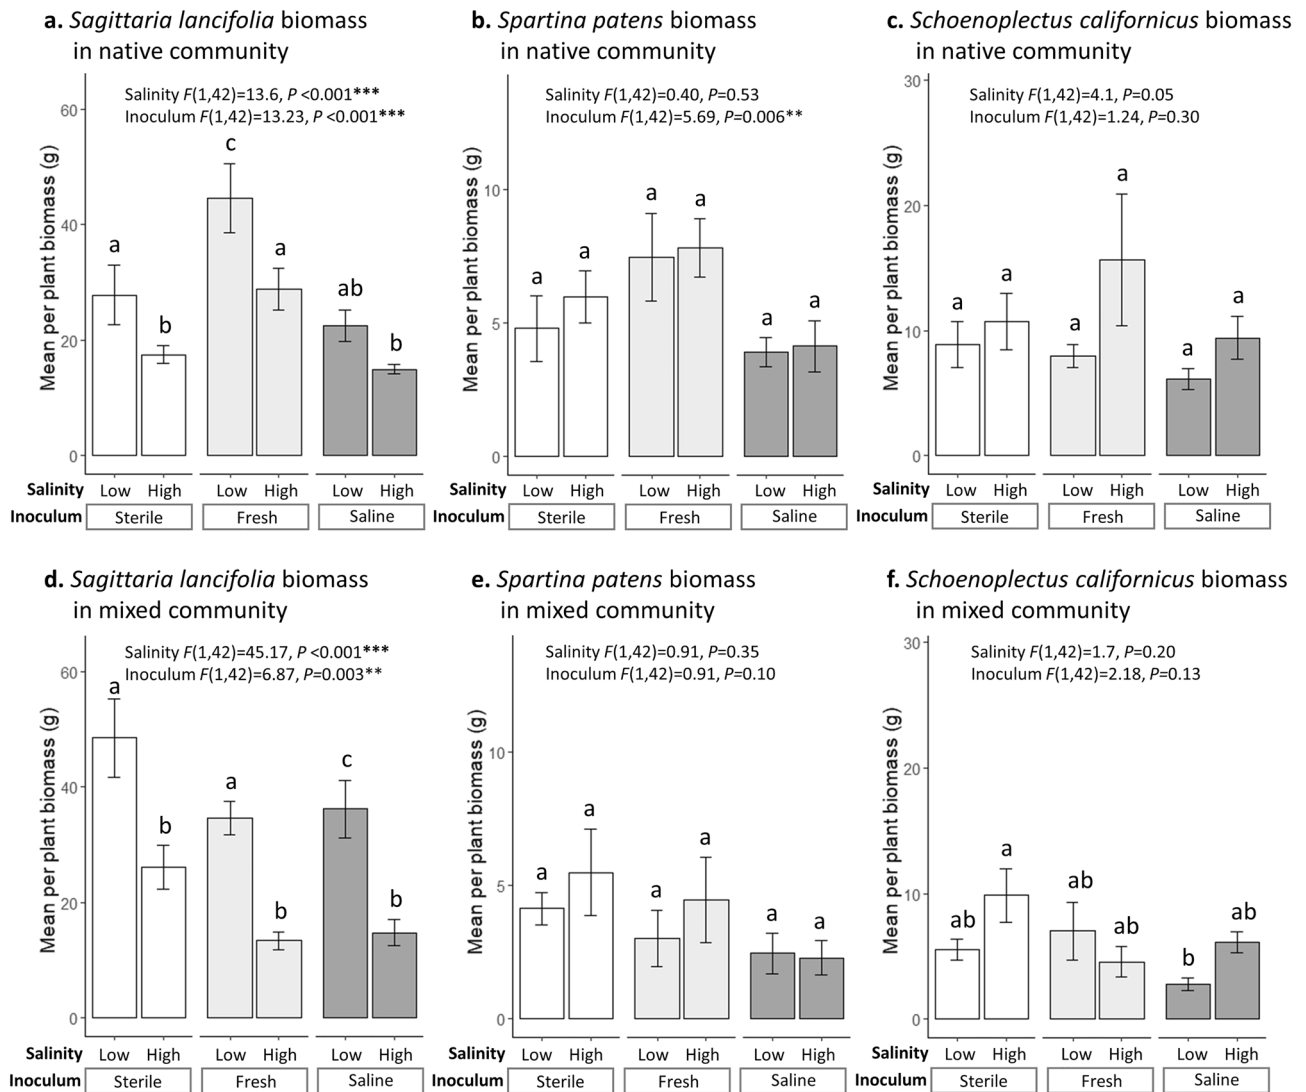 a. Sagittaria lancifolia biomass
in native community
Salinity F(1,42)=13.6, P <0.001***
Inoculum F(1,42)=13.23, P <0.001***
Mean per plant biomass (g)
60
40
20
0
a
b
c
a
ab
b
Salinity Low High Low High Low High
Inoculum Sterile Fresh Saline
b. Spartina patens biomass
in native community
Salinity F(1,42)=0.40, P=0.53
Inoculum F(1,42)=5.69, P=0.006**
Mean per plant biomass (g)
10
5
0
a
a
a
a
a
a
Salinity Low High Low High Low High
Inoculum Sterile Fresh Saline
c. Schoenoplectus californicus biomass
in native community
Salinity F(1,42)=4.1, P=0.05
Inoculum F(1,42)=1.24, P=0.30
Mean per plant biomass (g)
30
20
10
0
a
a
a
a
a
a
Salinity Low High Low High Low High
Inoculum Sterile Fresh Saline
d. Sagittaria lancifolia biomass
in mixed community
Salinity F(1,42)=45.17, P <0.001***
Inoculum F(1,42)=6.87, P=0.003**
Mean per plant biomass (g)
60
40
20
0
a
b
a
b
c
b
Salinity Low High Low High Low High
Inoculum Sterile Fresh Saline
e. Spartina patens biomass
in mixed community
Salinity F(1,42)=0.91, P=0.35
Inoculum F(1,42)=0.91, P=0.10
Mean per plant biomass (g)
10
5
0
a
a
a
a
a
a
Salinity Low High Low High Low High
Inoculum Sterile Fresh Saline
f. Schoenoplectus californicus biomass
in mixed community
Salinity F(1,42)=1.7, P=0.20
Inoculum F(1,42)=2.18, P=0.13
Mean per plant biomass (g)
30
20
10
0
ab
a
ab
ab
b
ab
Salinity Low High Low High Low High
Inoculum Sterile Fresh Saline